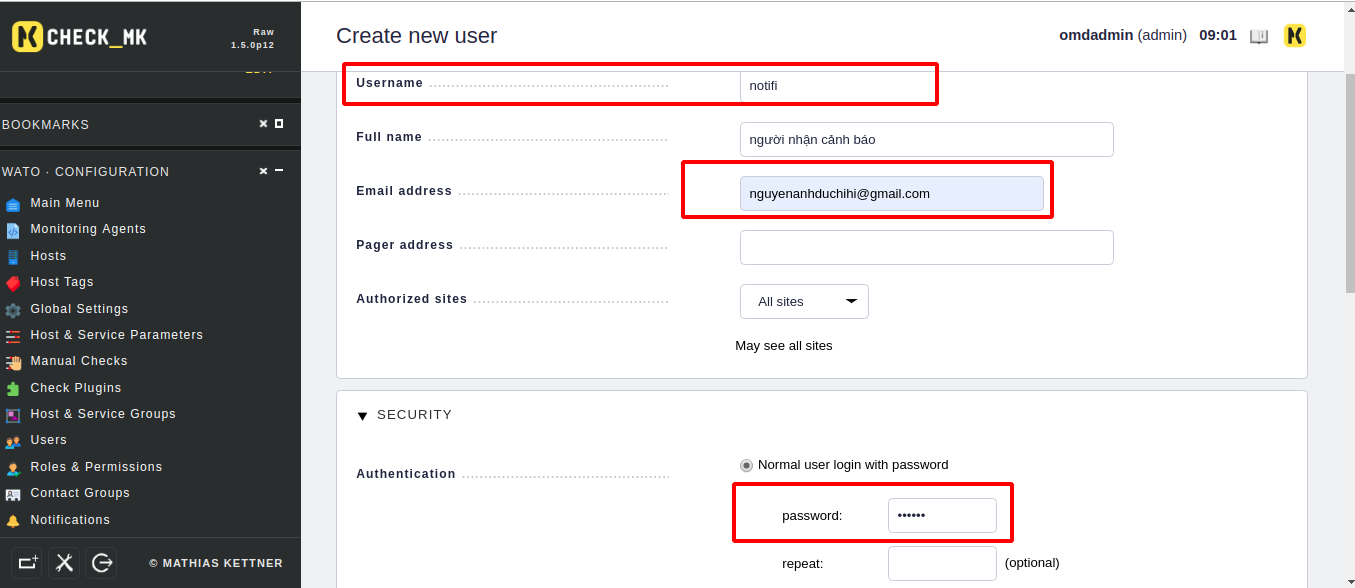 CHECK_MK
Raw
1.5.0p12
Create new user
omdadmin (admin) 09:01
BOOKMARKS
WATO · CONFIGURATION
Main Menu
Monitoring Agents
Hosts
Host Tags
Global Settings
Host & Service Parameters
Manual Checks
Check Plugins
Host & Service Groups
Users
Roles & Permissions
Contact Groups
Notifications
© MATHIAS KETTNER
Username notifi
Full name người nhận cảnh báo
Email address nguyenanhduchihi@gmail.com
Pager address
Authorized sites All sites
May see all sites
SECURITY
Authentication Normal user login with password
password: ••••••
repeat: (optional)